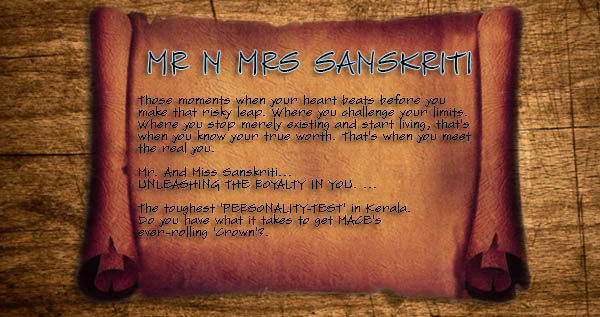 MR N MRS SANSKRITI
Those moments when your heart beats before you
make that risky leap. Where you challenge your limits.
Where you stop merely existing and start living, that's
when you know your true worth. That's when you meet
the real you.
Mr. And Miss Sanskriti...
UNLEASHING THE ROYALTY IN YOU. ...
The toughest 'PERSONALITY-TEST' in Kerala.
Do you have what it takes to get MACE's
ever-rolling 'Crown'?.